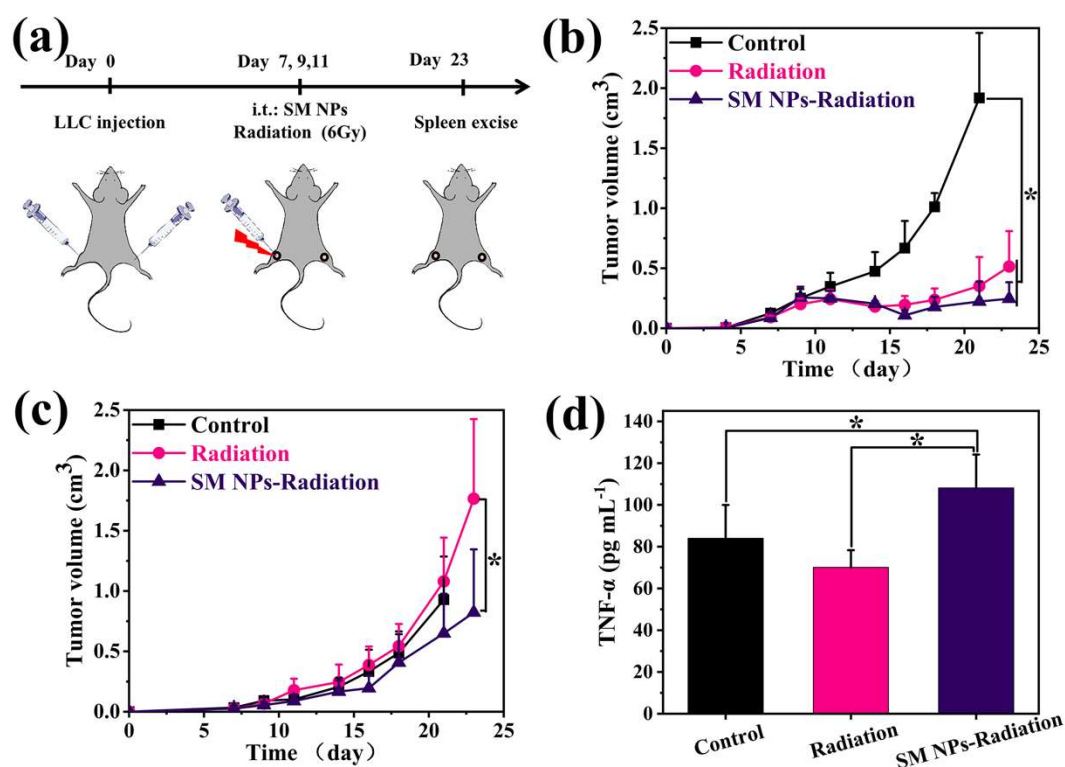 (a)
Day 0
Day 7, 9,11
Day 23
LLC injection
i.t.: SM NPs
Radiation (6Gy)
Spleen excise
(b)
Control
Radiation
SM NPs-Radiation
Tumor volume (cm³)
2.5
2.0
1.5
1.0
0.5
0.0
*
0 5 10 15 20 25
Time （day）
(c)
Control
Radiation
SM NPs-Radiation
Tumor volume (cm³)
2.5
2.0
1.5
1.0
0.5
0.0
*
0 5 10 15 20 25
Time （day）
(d)
TNF-α (pg mL⁻¹)
140
120
100
80
60
40
20
0
*
*
Control Radiation SM NPs-Radiation